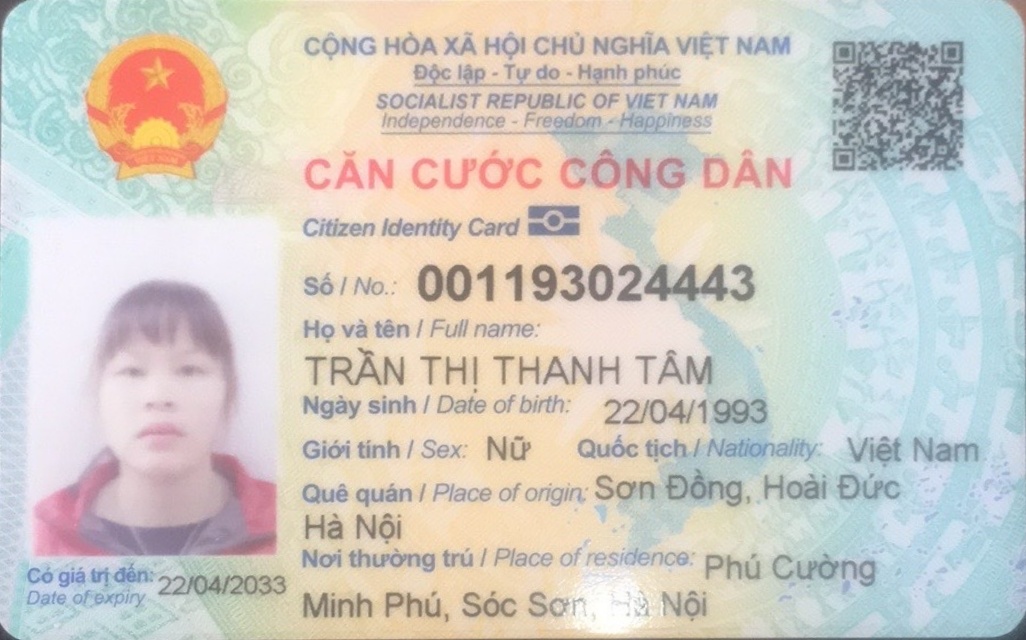 CỘNG HÒA XÃ HỘI CHỦ NGHĨA VIỆT NAM
Độc lập - Tự do - Hạnh phúc
SOCIALIST REPUBLIC OF VIET NAM
Independence - Freedom - Happiness
CĂN CƯỚC CÔNG DÂN
Citizen Identity Card
Số / No.: 001193024443
Họ và tên / Full name:
TRẦN THỊ THANH TÂM
Ngày sinh / Date of birth: 22/04/1993
Giới tính / Sex: Nữ Quốc tịch / Nationality: Việt Nam
Quê quán / Place of origin: Sơn Đồng, Hoài Đức
Hà Nội
Nơi thường trú / Place of residence: Phú Cường
Minh Phú, Sóc Sơn, Hà Nội
Có giá trị đến: 22/04/2033
Date of expiry